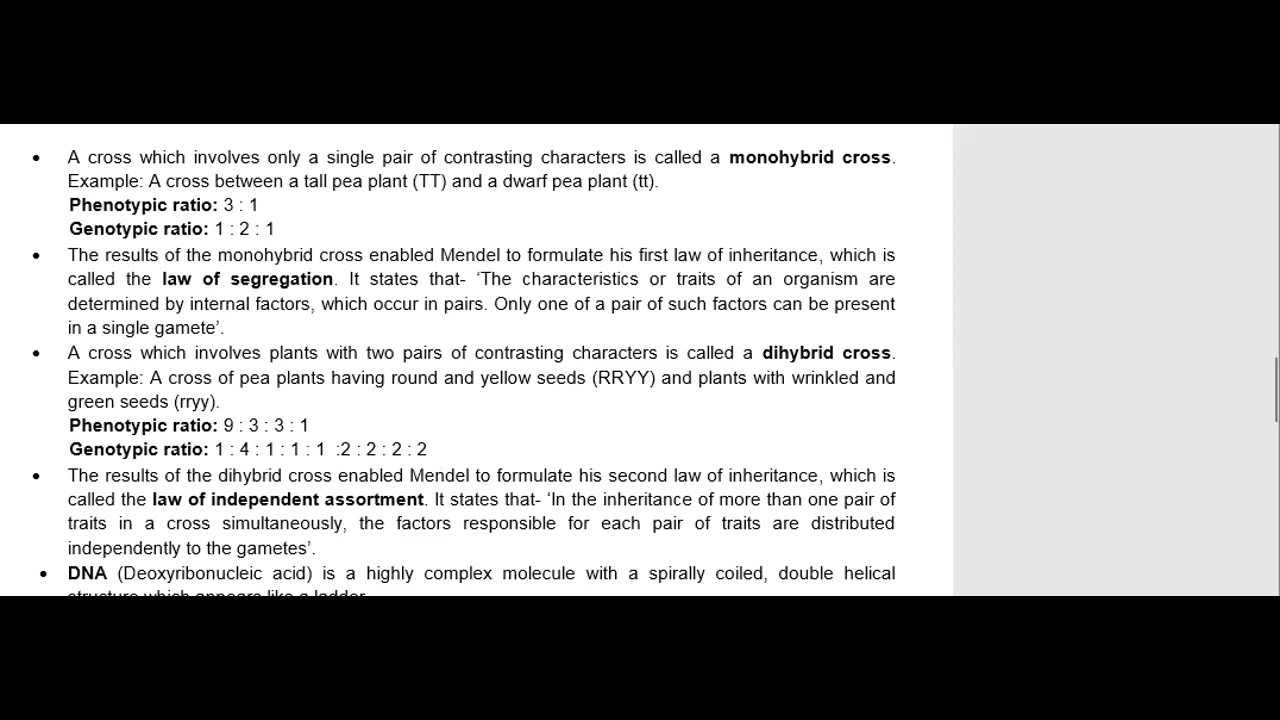 • A cross which involves only a single pair of contrasting characters is called a monohybrid cross.
Example: A cross between a tall pea plant (TT) and a dwarf pea plant (tt).
Phenotypic ratio: 3 : 1
Genotypic ratio: 1 : 2 : 1
• The results of the monohybrid cross enabled Mendel to formulate his first law of inheritance, which is
called the law of segregation. It states that- ‘The characteristics or traits of an organism are
determined by internal factors, which occur in pairs. Only one of a pair of such factors can be present
in a single gamete’.
• A cross which involves plants with two pairs of contrasting characters is called a dihybrid cross.
Example: A cross of pea plants having round and yellow seeds (RRYY) and plants with wrinkled and
green seeds (rryy).
Phenotypic ratio: 9 : 3 : 3 : 1
Genotypic ratio: 1 : 4 : 1 : 1 : 1 :2 : 2 : 2 : 2
• The results of the dihybrid cross enabled Mendel to formulate his second law of inheritance, which is
called the law of independent assortment. It states that- ‘In the inheritance of more than one pair of
traits in a cross simultaneously, the factors responsible for each pair of traits are distributed
independently to the gametes’.
• DNA (Deoxyribonucleic acid) is a highly complex molecule with a spirally coiled, double helical
structure which appears like a ladder